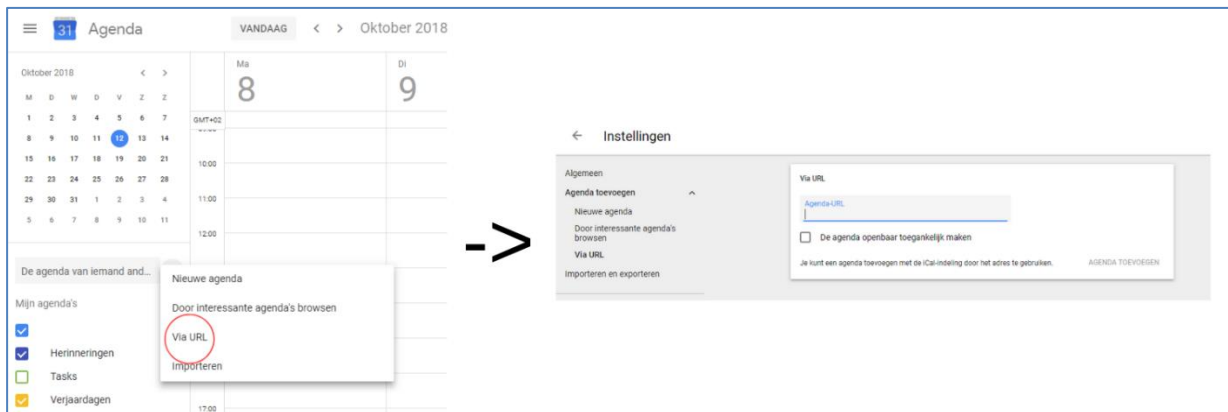 31 Agenda VANDAAG < > Oktober 2018
Oktober 2018 < >
M D W D V Z Z
1 2 3 4 5 6 7
8 9 10 11 12 13 14
15 16 17 18 19 20 21
22 23 24 25 26 27 28
29 30 31 1 2 3 4
5 6 7 8 9 10 11
De agenda van iemand and...
Mijn agenda's
Herinneringen
Tasks
Verjaardagen
Ma
8
Di
9
GMT+02
10:00
11:00
12:00
17:00
Nieuwe agenda
Door interessante agenda's browsen
Via URL
Importeren
->
← Instellingen
Algemeen
Agenda toevoegen
Nieuwe agenda
Door interessante agenda's
browsen
Via URL
Importeren en exporteren
Via URL
Agenda-URL
De agenda openbaar toegankelijk maken
Je kunt een agenda toevoegen met de iCal-indeling door het adres te gebruiken.
AGENDA TOEVOEGEN